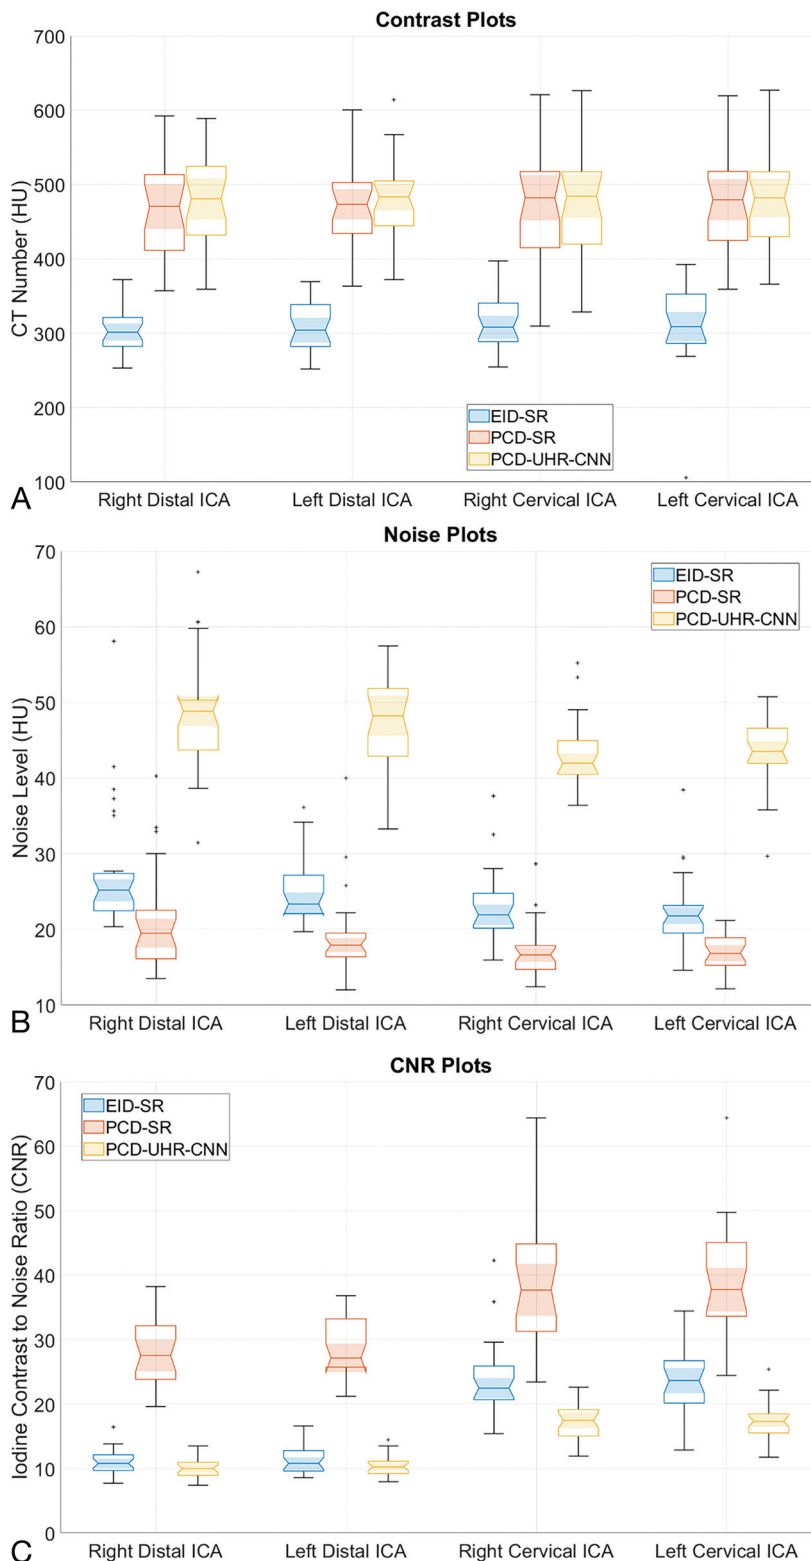 Contrast Plots
700
600
500
400
300
200
100
CT Number (HU)
EID-SR
PCD-SR
PCD-UHR-CNN
A
Right Distal ICA Left Distal ICA Right Cervical ICA Left Cervical ICA
Noise Plots
70
60
50
40
30
20
10
Noise Level (HU)
EID-SR
PCD-SR
PCD-UHR-CNN
B
Right Distal ICA Left Distal ICA Right Cervical ICA Left Cervical ICA
CNR Plots
70
60
50
40
30
20
10
0
Iodine Contrast to Noise Ratio (CNR)
EID-SR
PCD-SR
PCD-UHR-CNN
C
Right Distal ICA Left Distal ICA Right Cervical ICA Left Cervical ICA